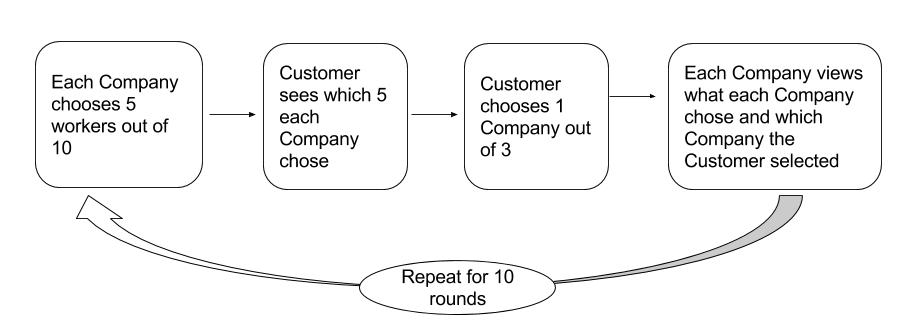 Each Company
chooses 5
workers out of
10
Customer
sees which 5
each
Company
chose
Customer
chooses 1
Company out
of 3
Each Company views
what each Company
chose and which
Company the
Customer selected
Repeat for 10
rounds